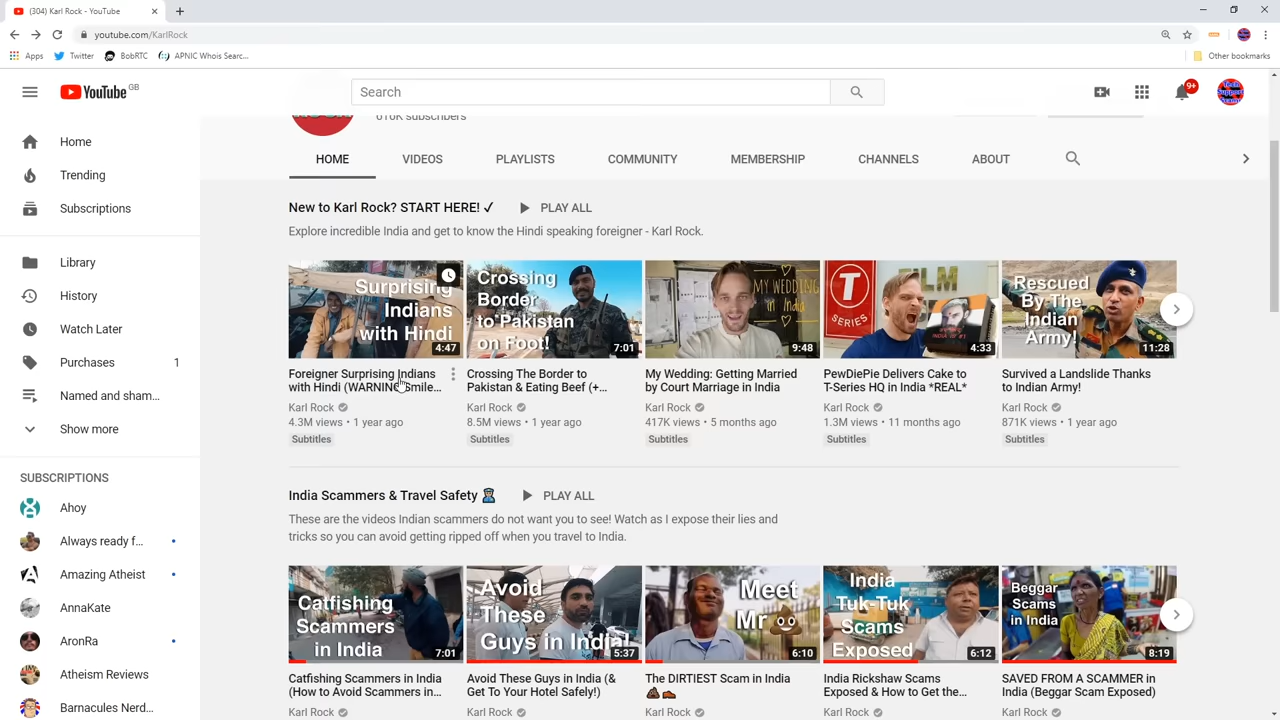 (304) Karl Rock - YouTube
youtube.com/KarlRock
Apps
Twitter
BobRTC
APNIC Whois Searc...
Other bookmarks
YouTube GB
Search
9+
Home
Trending
Subscriptions
Library
History
Watch Later
Purchases 1
Named and sham...
Show more
SUBSCRIPTIONS
Ahoy
Always ready f...
Amazing Atheist
AnnaKate
AronRa
Atheism Reviews
Barnacules Nerd...
616K subscribers
HOME
VIDEOS
PLAYLISTS
COMMUNITY
MEMBERSHIP
CHANNELS
ABOUT
New to Karl Rock? START HERE! ✓
PLAY ALL
Explore incredible India and get to know the Hindi speaking foreigner - Karl Rock.
Surprising
Indians
with Hindi
4:47
Foreigner Surprising Indians
with Hindi (WARNING: Smile...
Karl Rock
4.3M views • 1 year ago
Subtitles
Crossing
Border
to Pakistan
on Foot!
7:01
Crossing The Border to
Pakistan & Eating Beef (+...
Karl Rock
8.5M views • 1 year ago
Subtitles
MY WEDDING
in India
9:48
My Wedding: Getting Married
by Court Marriage in India
Karl Rock
417K views • 5 months ago
Subtitles
T
SERIES
FILM
4:33
PewDiePie Delivers Cake to
T-Series HQ in India *REAL*
Karl Rock
1.3M views • 11 months ago
Subtitles
Rescued
By The
Indian
Army!
11:28
Survived a Landslide Thanks
to Indian Army!
Karl Rock
871K views • 1 year ago
Subtitles
India Scammers & Travel Safety 👮
PLAY ALL
These are the videos Indian scammers do not want you to see! Watch as I expose their lies and
tricks so you can avoid getting ripped off when you travel to India.
Catfishing
Scammers
in India
7:01
Catfishing Scammers in India
(How to Avoid Scammers in...
Karl Rock
Avoid
These
Guys in India!
5:37
Avoid These Guys in India (&
Get To Your Hotel Safely!)
Karl Rock
Meet
Mr 💩
6:10
The DIRTIEST Scam in India
💩👞
Karl Rock
India
Tuk-Tuk
Scams
Exposed
6:12
India Rickshaw Scams
Exposed & How to Get the...
Karl Rock
Beggar
Scams
in India
8:19
SAVED FROM A SCAMMER in
India (Beggar Scam Exposed)
Karl Rock